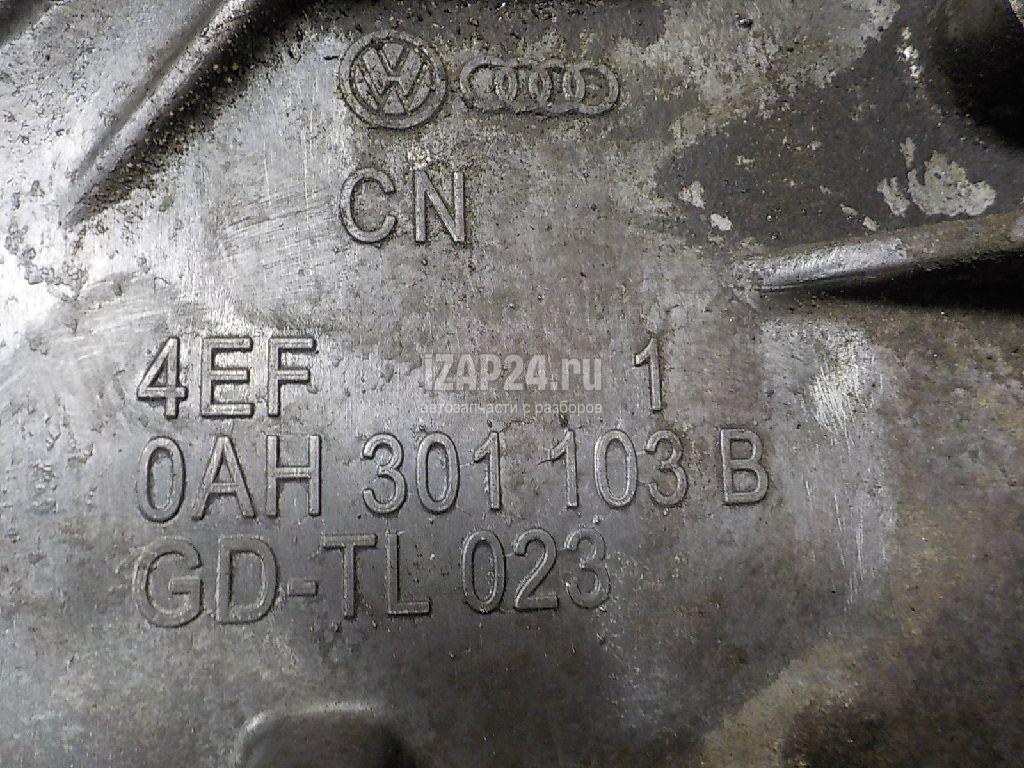 CN
4EF 1
iZAP24.ru
автозапчасти с разборов
0AH 301 103 B
GD-TL 023